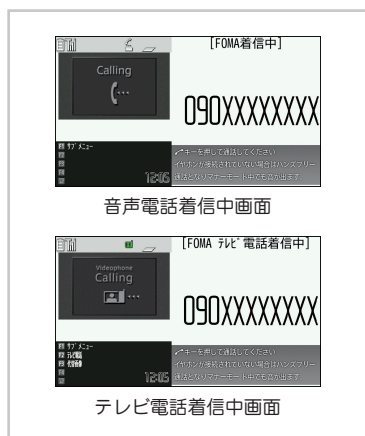 [FOMA着信中]
Calling
090XXXXXXXX
サブメニュー
12:05
キーを押して通話してください
イヤホンが接続されていない場合はハンズフリー
通話となりマナーモード中でも音が出ます。
音声電話着信中画面
[FOMA テレビ電話着信中]
Videophone
Calling
090XXXXXXXX
サブメニュー
テレビ電話
代替画像
12:05
キーを押して通話してください
イヤホンが接続されていない場合はハンズフリー
通話となりマナーモード中でも音が出ます。
テレビ電話着信中画面